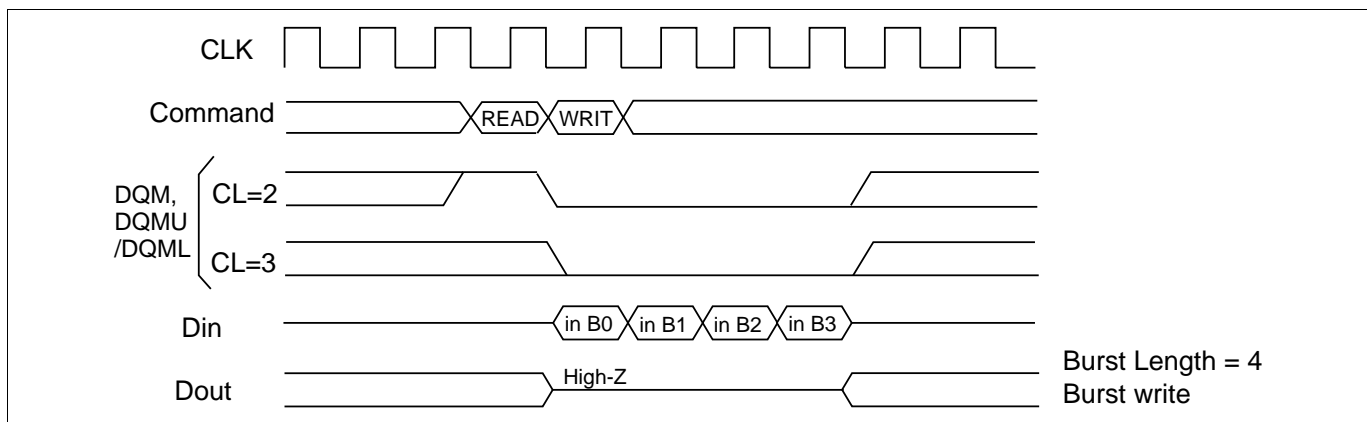 CLK
Command
READ WRIT
DQM,
DQMU
/DQML
CL=2
CL=3
Din
in B0 in B1 in B2 in B3
Dout
High-Z
Burst Length = 4
Burst write